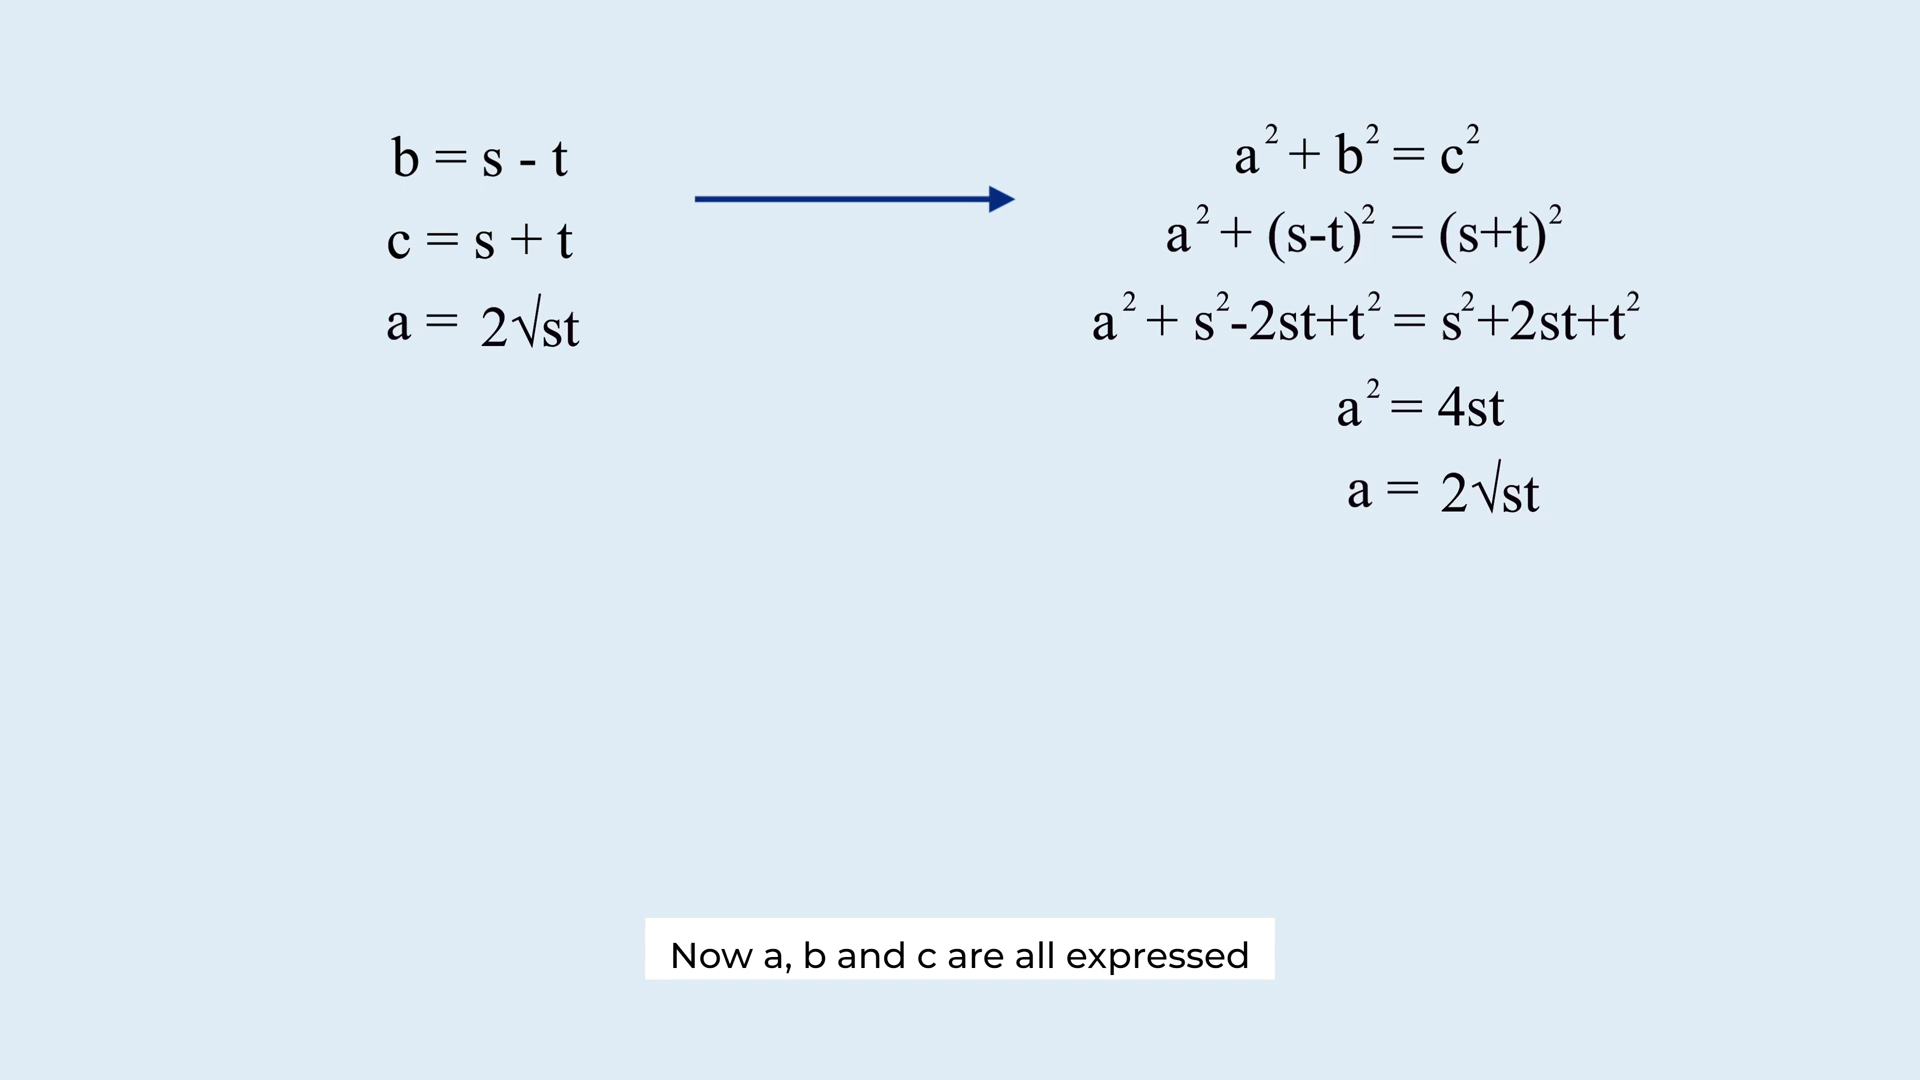 b = s - t
c = s + t
a = 2√st
a² + b² = c²
a² + (s-t)² = (s+t)²
a² + s²-2st+t² = s²+2st+t²
a² = 4st
a = 2√st
Now a, b and c are all expressed